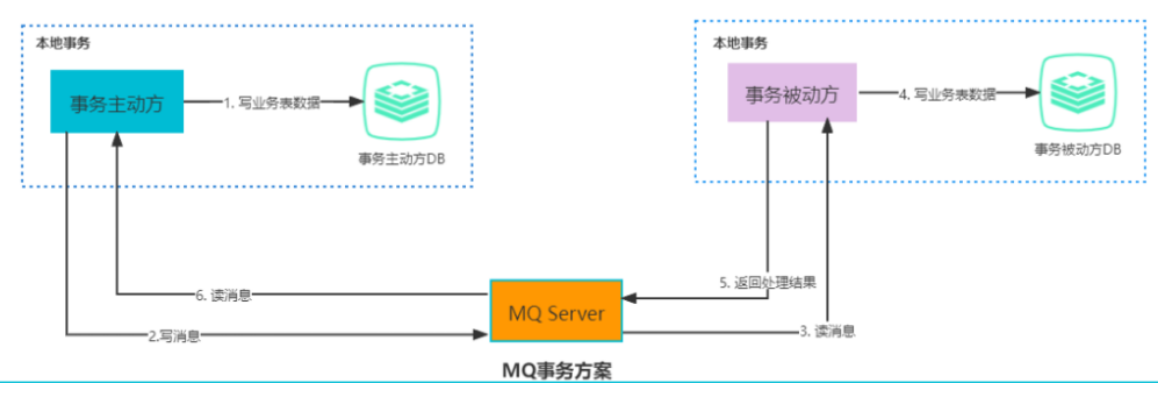 本地事务
事务主动方
1. 写业务表数据
事务主动方DB
本地事务
事务被动方
4. 写业务表数据
事务被动方DB
6. 读消息
2.写消息
MQ Server
5. 返回处理结果
3. 读消息
MQ事务方案